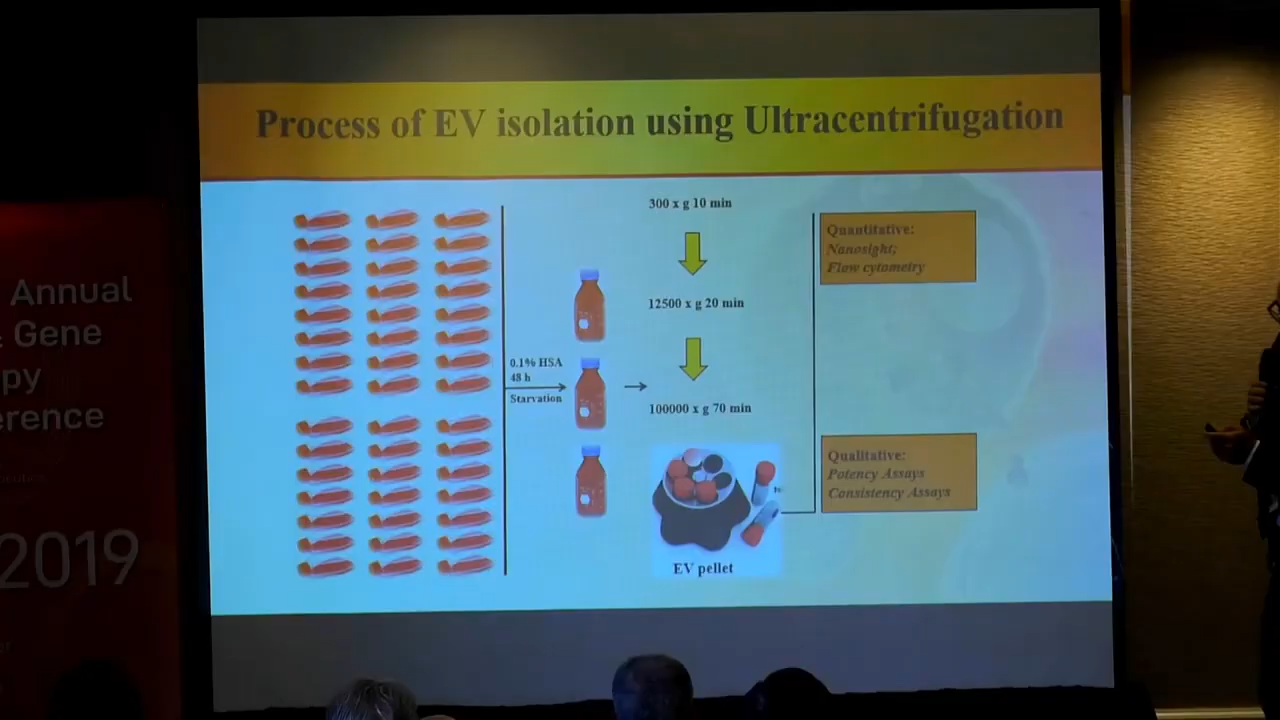 Process of EV isolation using Ultracentrifugation
300 x g 10 min
12500 x g 20 min
100000 x g 70 min
0.1% HSA
48 h
Starvation
EV pellet
Quantitative:
Nanosight;
Flow cytometry
Qualitative:
Potency Assays
Consistency Assays
Annual
Gene
py
erence
2019